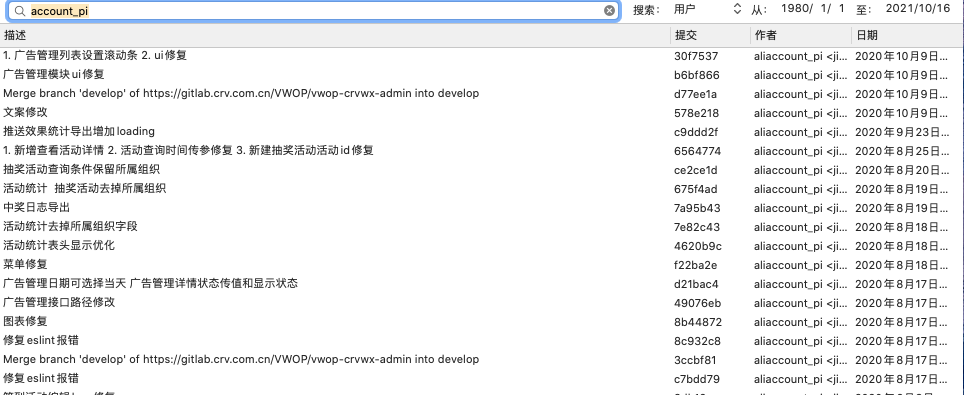 account_pi 搜索： 用户 从： 1980/ 1/ 1 至： 2021/10/16
描述 提交 作者 日期
1. 广告管理列表设置滚动条 2. ui修复 30f7537 aliaccount_pi <ji... 2020年10月9日...
广告管理模块ui修复 b6bf866 aliaccount_pi <ji... 2020年10月9日...
Merge branch 'develop' of https://gitlab.crv.com.cn/VWOP/vwop-crvwx-admin into develop d77ee1a aliaccount_pi <ji... 2020年10月9日...
文案修改 578e218 aliaccount_pi <ji... 2020年10月9日...
推送效果统计导出增加loading c9ddd2f aliaccount_pi <ji... 2020年9月23日...
1. 新增查看活动详情 2. 活动查询时间传参修复 3. 新建抽奖活动活动id修复 6564774 aliaccount_pi <ji... 2020年8月25日...
抽奖活动查询条件保留所属组织 ce2ce1d aliaccount_pi <ji... 2020年8月20日...
活动统计 抽奖活动去掉所属组织 675f4ad aliaccount_pi <ji... 2020年8月19日...
中奖日志导出 7a95b43 aliaccount_pi <ji... 2020年8月19日...
活动统计去掉所属组织字段 7e82c43 aliaccount_pi <ji... 2020年8月18日...
活动统计表头显示优化 4620b9c aliaccount_pi <ji... 2020年8月18日...
菜单修复 f22ba2e aliaccount_pi <ji... 2020年8月18日...
广告管理日期可选择当天 广告管理详情状态传值和显示状态 d21bac4 aliaccount_pi <ji... 2020年8月17日...
广告管理接口路径修改 49076eb aliaccount_pi <ji... 2020年8月17日...
图表修复 8b44872 aliaccount_pi <ji... 2020年8月17日...
修复eslint报错 8c932c8 aliaccount_pi <ji... 2020年8月17日...
Merge branch 'develop' of https://gitlab.crv.com.cn/VWOP/vwop-crvwx-admin into develop 3ccbf81 aliaccount_pi <ji... 2020年8月17日...
修复eslint报错 c7bdd79 aliaccount_pi <ji... 2020年8月17日...